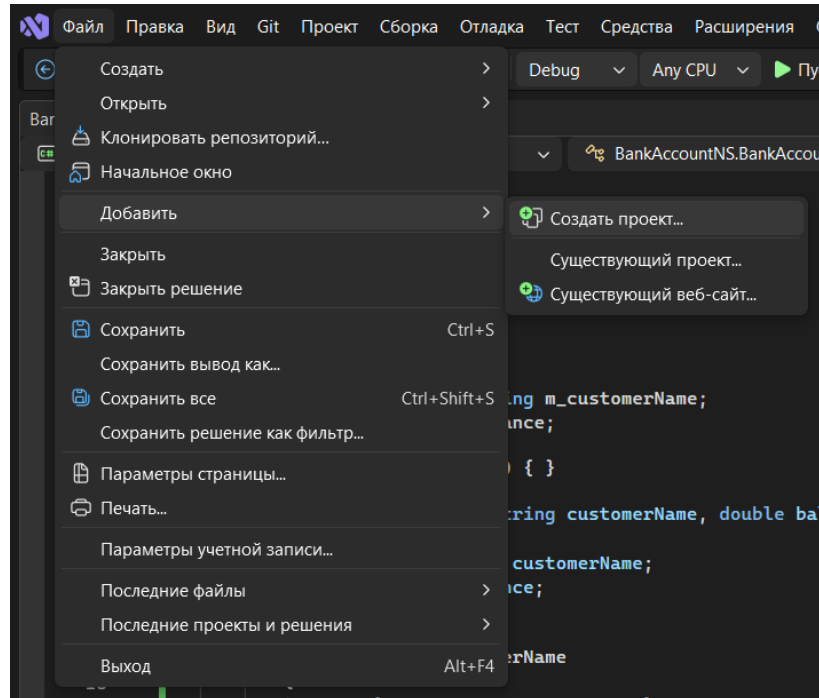 Файл Правка Вид Git Проект Сборка Отладка Тест Средства Расширения
Debug Any CPU
C# BankAccountNS.BankAccou
Создать
Открыть
Клонировать репозиторий...
Начальное окно
Добавить
Закрыть
Закрыть решение
Сохранить Ctrl+S
Сохранить вывод как...
Сохранить все Ctrl+Shift+S
Сохранить решение как фильтр...
Параметры страницы...
Печать...
Параметры учетной записи...
Последние файлы
Последние проекты и решения
Выход Alt+F4
Создать проект...
Существующий проект...
Существующий веб-сайт...
ing m_customerName;
ance;
) { }
tring customerName, double ba
customerName;
nce;
erName